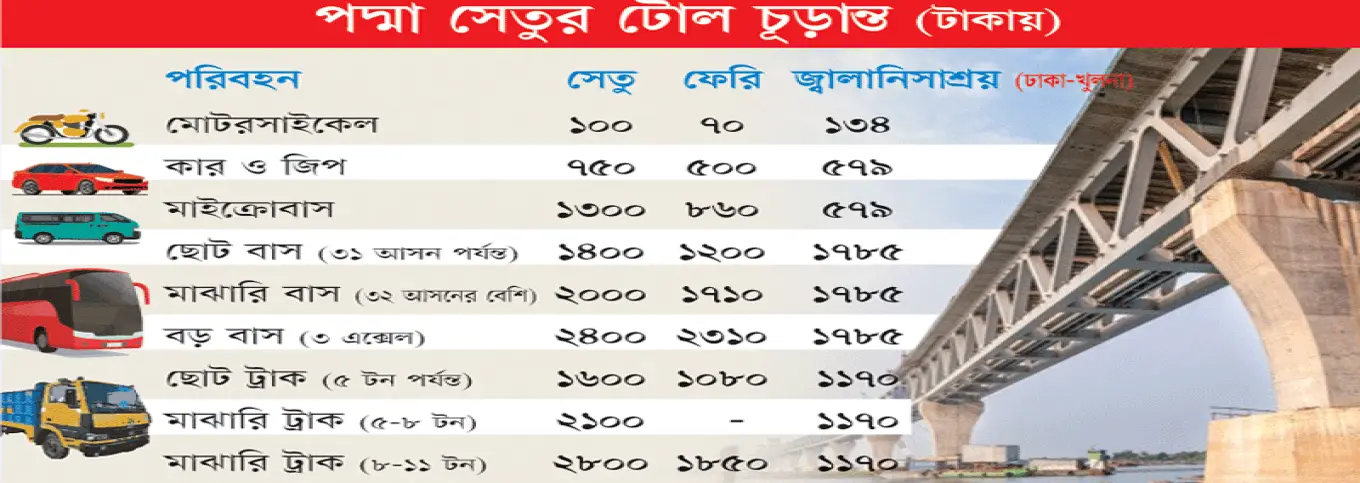 পদ্মা সেতুর টোল চূড়ান্ত (টাকায়)
পরিবহন সেতু ফেরি জ্বালানিসাশ্রয় (ঢাকা-খুলনা)
মোটরসাইকেল ১০০ ৭০ ১৩৪
কার ও জিপ ৭৫০ ৫০০ ৫৭৯
মাইক্রোবাস ১৩০০ ৮৬০ ৫৭৯
ছোট বাস (৩১ আসন পর্যন্ত) ১৪০০ ১২০০ ১৭৮৫
মাঝারি বাস (৩২ আসনের বেশি) ২০০০ ১৭১০ ১৭৮৫
বড় বাস (৩ এক্সেল) ২৪০০ ২৩১০ ১৭৮৫
ছোট ট্রাক (৫ টন পর্যন্ত) ১৬০০ ১০৮০ ১১৭০
মাঝারি ট্রাক (৫-৮ টন) ২১০০ - ১১৭০
মাঝারি ট্রাক (৮-১১ টন) ২৮০০ ১৮৫০ ১১৭০